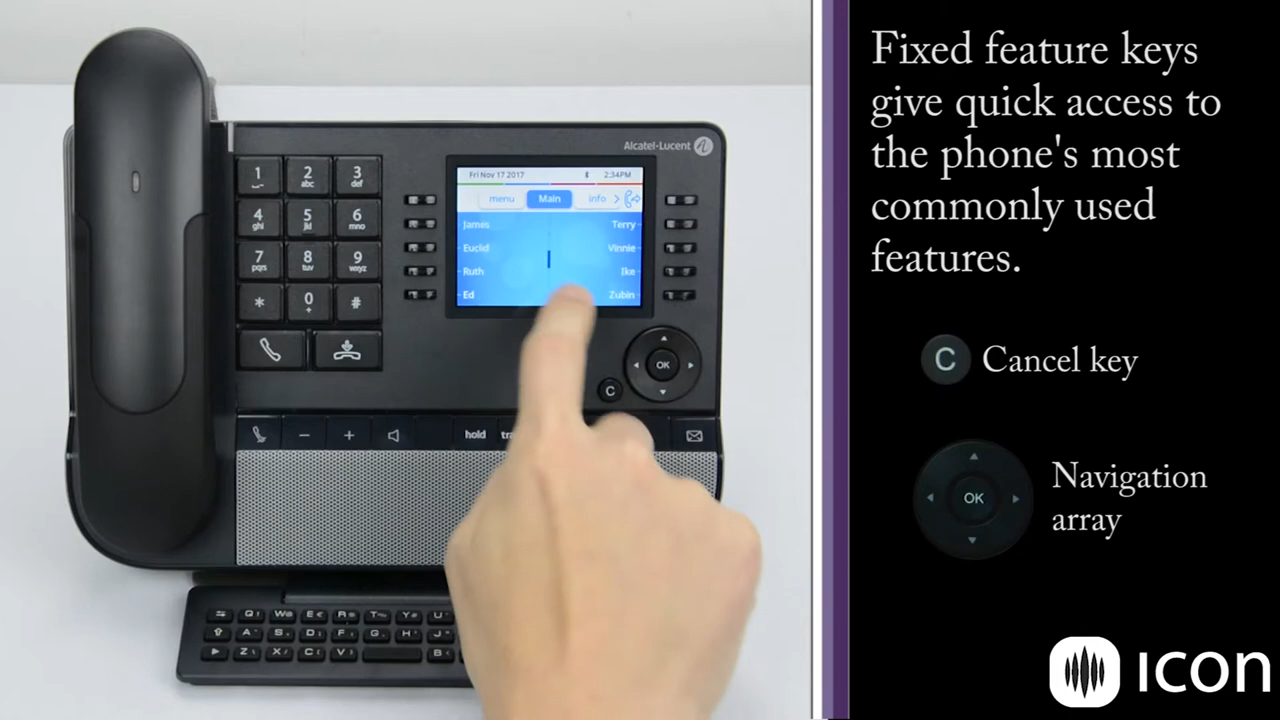 Fixed feature keys
give quick access to
the phone's most
commonly used
features.
C Cancel key
OK
Navigation
array
icon
Alcatel-Lucent
Fri Nov 17 2017 2:34PM
menu Main info >
James Terry
Euclid Vinnie
Ruth Ike
Ed Zubin
1 2 abc 3 def
4 ghi 5 jkl 6 mno
7 pqrs 8 tuv 9 wxyz
* 0 + #
OK
C
− + hold
Q ! W @ E € R T Y U
A S D F G H J
Z X C V B